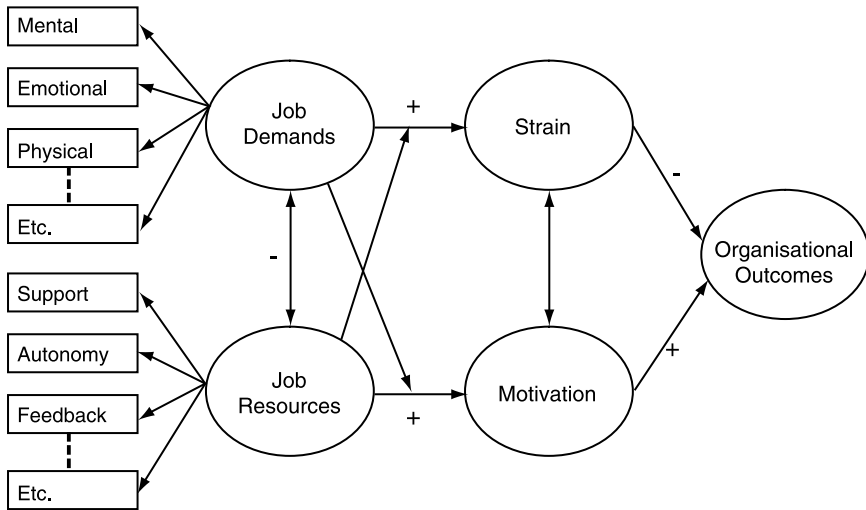 Mental
Emotional
Physical
Etc.
Support
Autonomy
Feedback
Etc.
Job
Demands
Job
Resources
+
-
+
Strain
Motivation
-
+
Organisational
Outcomes